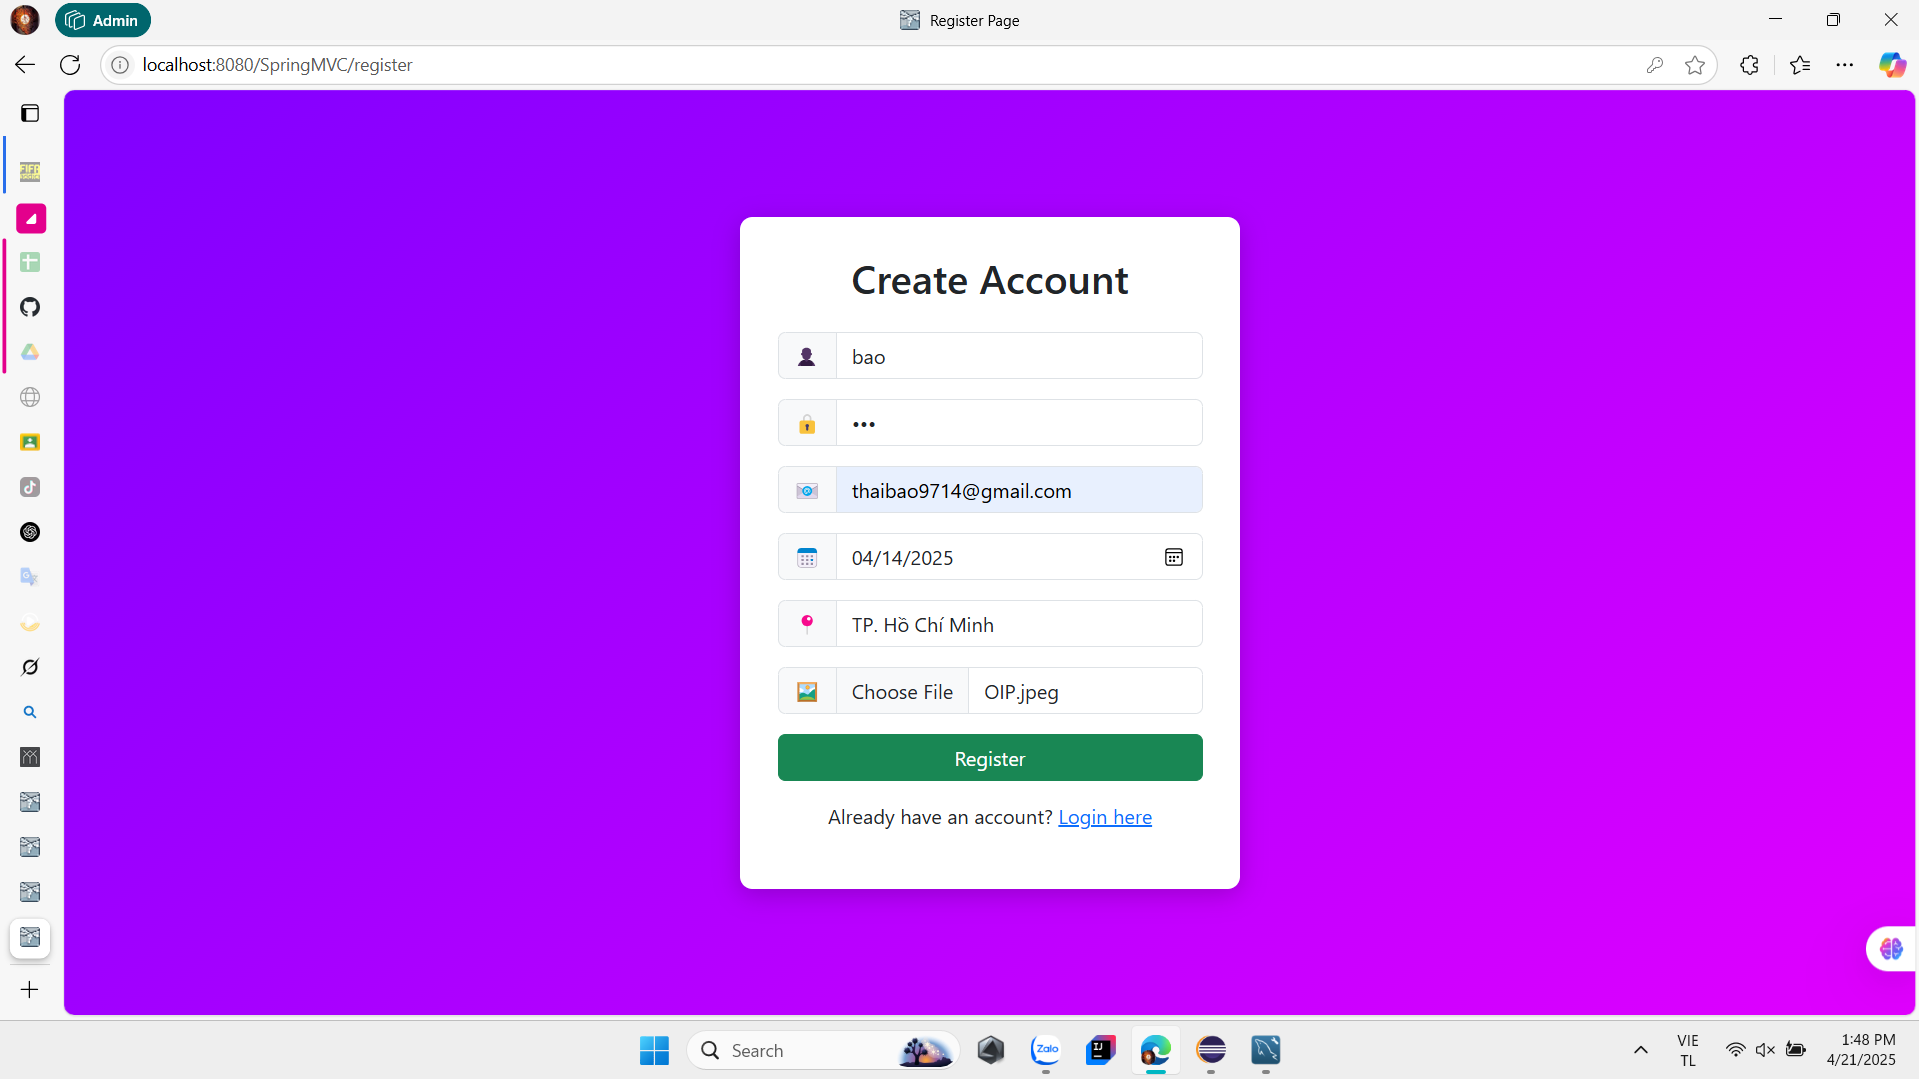 Admin
Register Page
localhost:8080/SpringMVC/register
Create Account
bao
•••
thaibao9714@gmail.com
04/14/2025
TP. Hồ Chí Minh
Choose File OIP.jpeg
Register
Already have an account? Login here
Search
Zalo
IJ
VIE
TL
1:48 PM
4/21/2025